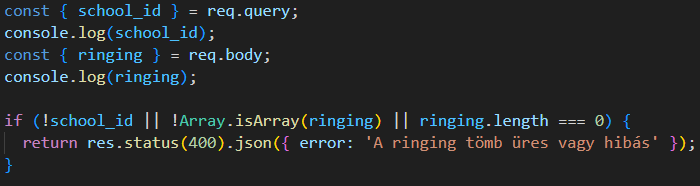 const { school_id } = req.query;
console.log(school_id);
const { ringing } = req.body;
console.log(ringing);
if (!school_id || !Array.isArray(ringing) || ringing.length === 0) {
return res.status(400).json({ error: 'A ringing tömb üres vagy hibás' });
}